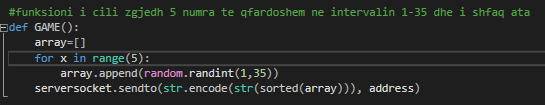 #funksioni i cili zgjedh 5 numra te qfardoshem ne intervalin 1-35 dhe i shfaq ata
def GAME():
    array=[]
    for x in range(5):
        array.append(random.randint(1,35))
    serversocket.sendto(str.encode(str(sorted(array))), address)